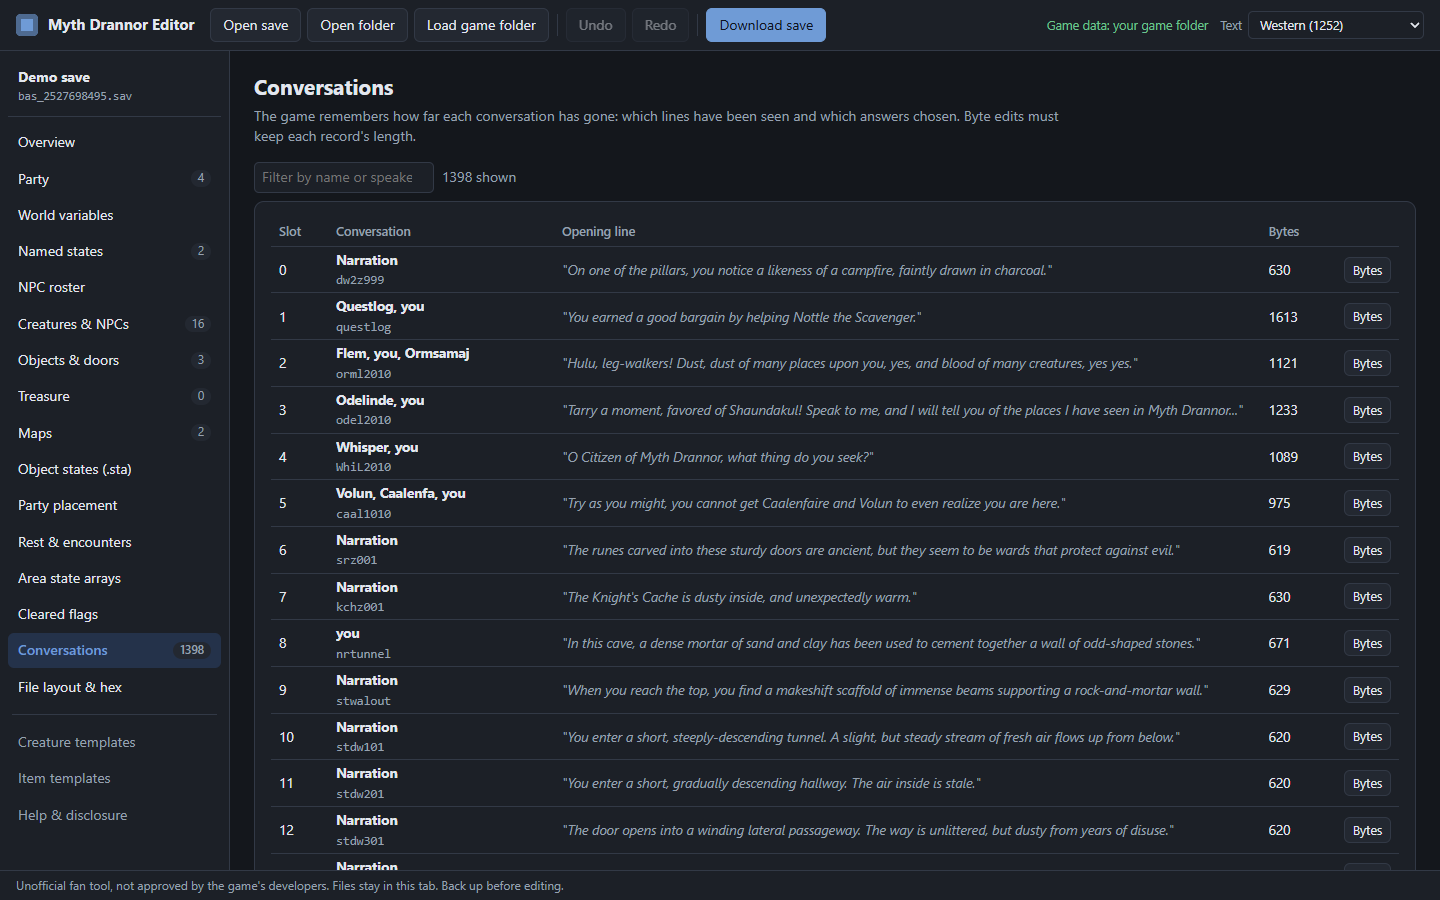 Myth Drannor Editor Open save Open folder Load game folder Undo Redo Download save Game data: your game folder Text Western (1252)
Demo save
bas_2527698495.sav
Overview
Party 4
World variables
Named states 2
NPC roster
Creatures & NPCs 16
Objects & doors 3
Treasure 0
Maps 2
Object states (.sta)
Party placement
Rest & encounters
Area state arrays
Cleared flags
Conversations 1398
File layout & hex
Creature templates
Item templates
Help & disclosure
Conversations
The game remembers how far each conversation has gone: which lines have been seen and which answers chosen. Byte edits must
keep each record's length.
Filter by name or speake 1398 shown
Slot Conversation Opening line Bytes
0 Narration "On one of the pillars, you notice a likeness of a campfire, faintly drawn in charcoal." 630 Bytes
dw2z999
1 Questlog, you "You earned a good bargain by helping Nottle the Scavenger." 1613 Bytes
questlog
2 Flem, you, Ormsamaj "Hulu, leg-walkers! Dust, dust of many places upon you, yes, and blood of many creatures, yes yes." 1121 Bytes
orml2010
3 Odelinde, you "Tarry a moment, favored of Shaundakul! Speak to me, and I will tell you of the places I have seen in Myth Drannor..." 1233 Bytes
odel2010
4 Whisper, you "O Citizen of Myth Drannor, what thing do you seek?" 1089 Bytes
WhiL2010
5 Volun, Caalenfa, you "Try as you might, you cannot get Caalenfaire and Volun to even realize you are here." 975 Bytes
caal1010
6 Narration "The runes carved into these sturdy doors are ancient, but they seem to be wards that protect against evil." 619 Bytes
srz001
7 Narration "The Knight's Cache is dusty inside, and unexpectedly warm." 630 Bytes
kchz001
8 you "In this cave, a dense mortar of sand and clay has been used to cement together a wall of odd-shaped stones." 671 Bytes
nrtunnel
9 Narration "When you reach the top, you find a makeshift scaffold of immense beams supporting a rock-and-mortar wall." 629 Bytes
stwalout
10 Narration "You enter a short, steeply-descending tunnel. A slight, but steady stream of fresh air flows up from below." 620 Bytes
stdw101
11 Narration "You enter a short, gradually descending hallway. The air inside is stale." 620 Bytes
stdw201
12 Narration "The door opens into a winding lateral passageway. The way is unlittered, but dusty from years of disuse." 620 Bytes
stdw301
Narration
Unofficial fan tool, not approved by the game's developers. Files stay in this tab. Back up before editing.